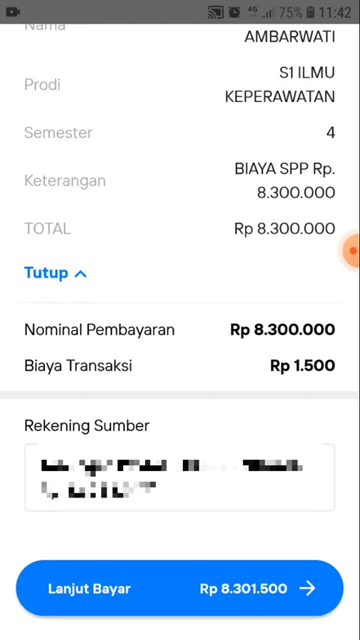 4G 75% 11:42
Nama
AMBARWATI
Prodi
S1 ILMU
KEPERAWATAN
Semester
4
Keterangan
BIAYA SPP Rp.
8.300.000
TOTAL
Rp 8.300.000
Tutup
Nominal Pembayaran
Rp 8.300.000
Biaya Transaksi
Rp 1.500
Rekening Sumber
Lanjut Bayar
Rp 8.301.500